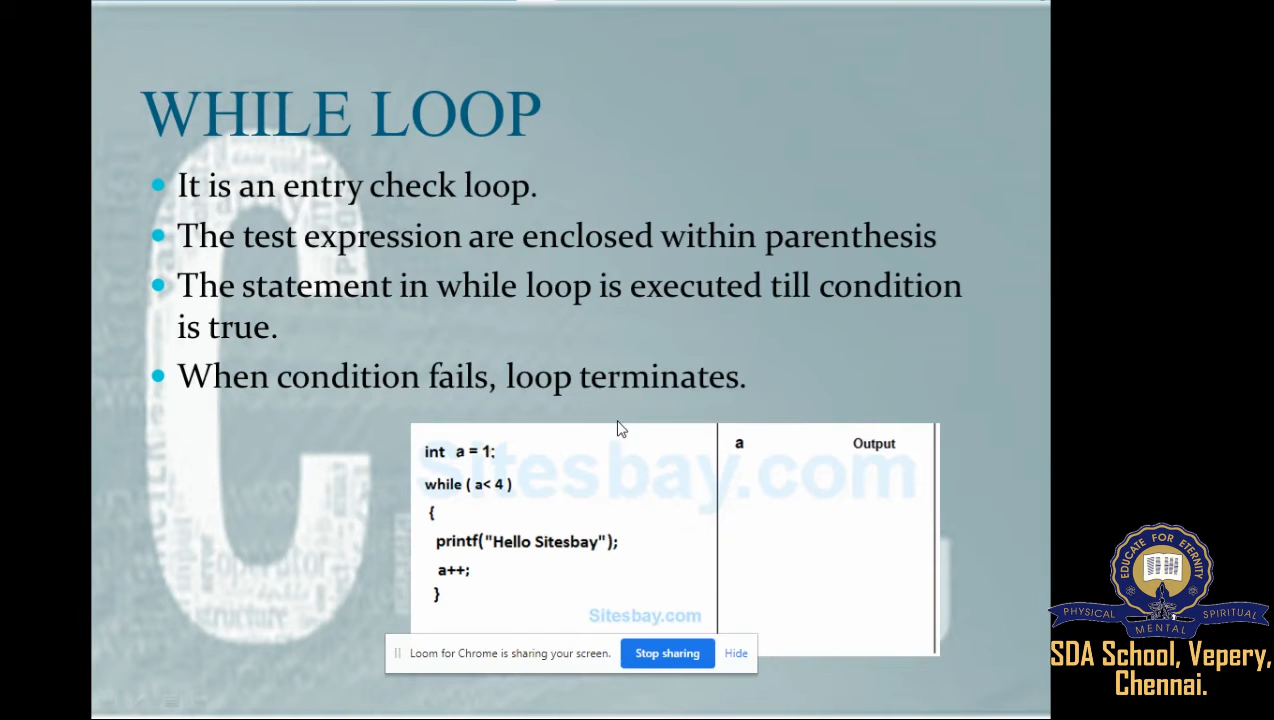 WHILE LOOP
It is an entry check loop.
The test expression are enclosed within parenthesis
The statement in while loop is executed till condition
is true.
When condition fails, loop terminates.
int a = 1;
while ( a< 4 )
{
printf("Hello Sitesbay");
a++;
}
Sitesbay.com
a Output
Sitesbay.com
Loom for Chrome is sharing your screen. Stop sharing Hide
EDUCATE FOR ETERNITY
PHYSICAL MENTAL SPIRITUAL
SDA School, Vepery,
Chennai.
operator
structure